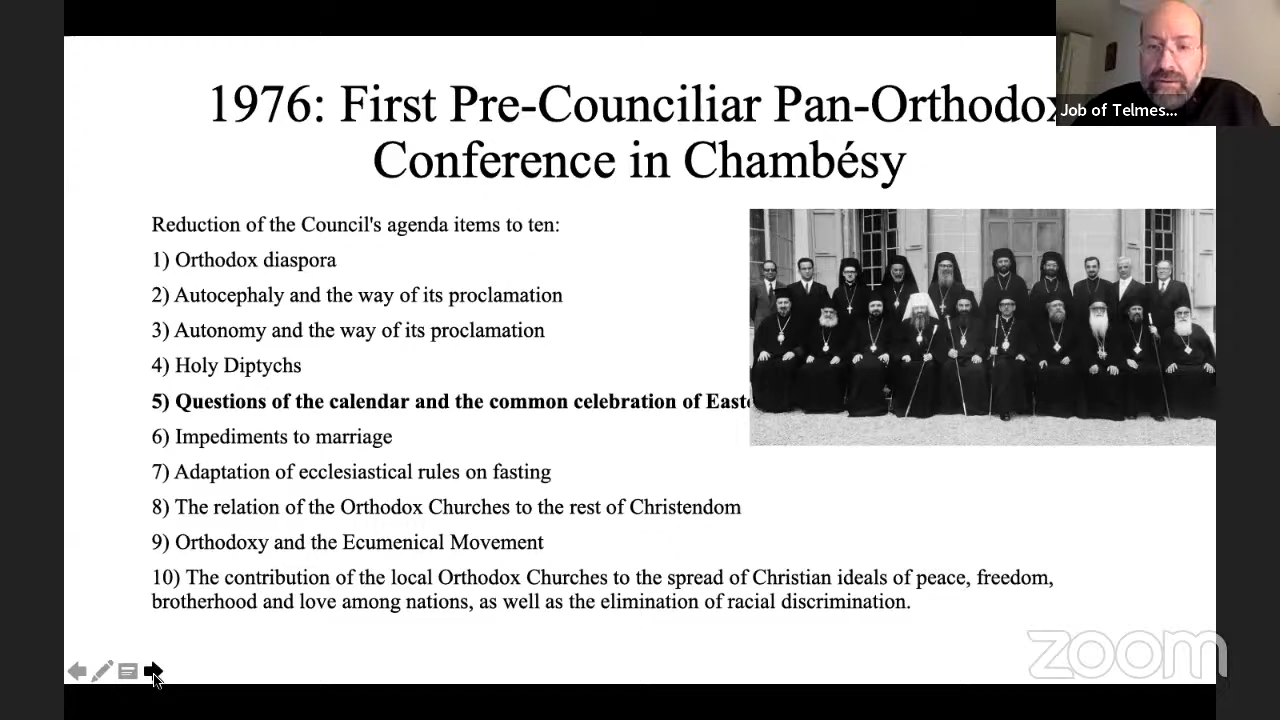 1976: First Pre-Counciliar Pan-Orthodox
Conference in Chambésy
Job of Telmes...
Reduction of the Council's agenda items to ten:
1) Orthodox diaspora
2) Autocephaly and the way of its proclamation
3) Autonomy and the way of its proclamation
4) Holy Diptychs
5) Questions of the calendar and the common celebration of Easte
6) Impediments to marriage
7) Adaptation of ecclesiastical rules on fasting
8) The relation of the Orthodox Churches to the rest of Christendom
9) Orthodoxy and the Ecumenical Movement
10) The contribution of the local Orthodox Churches to the spread of Christian ideals of peace, freedom,
brotherhood and love among nations, as well as the elimination of racial discrimination.
zoom